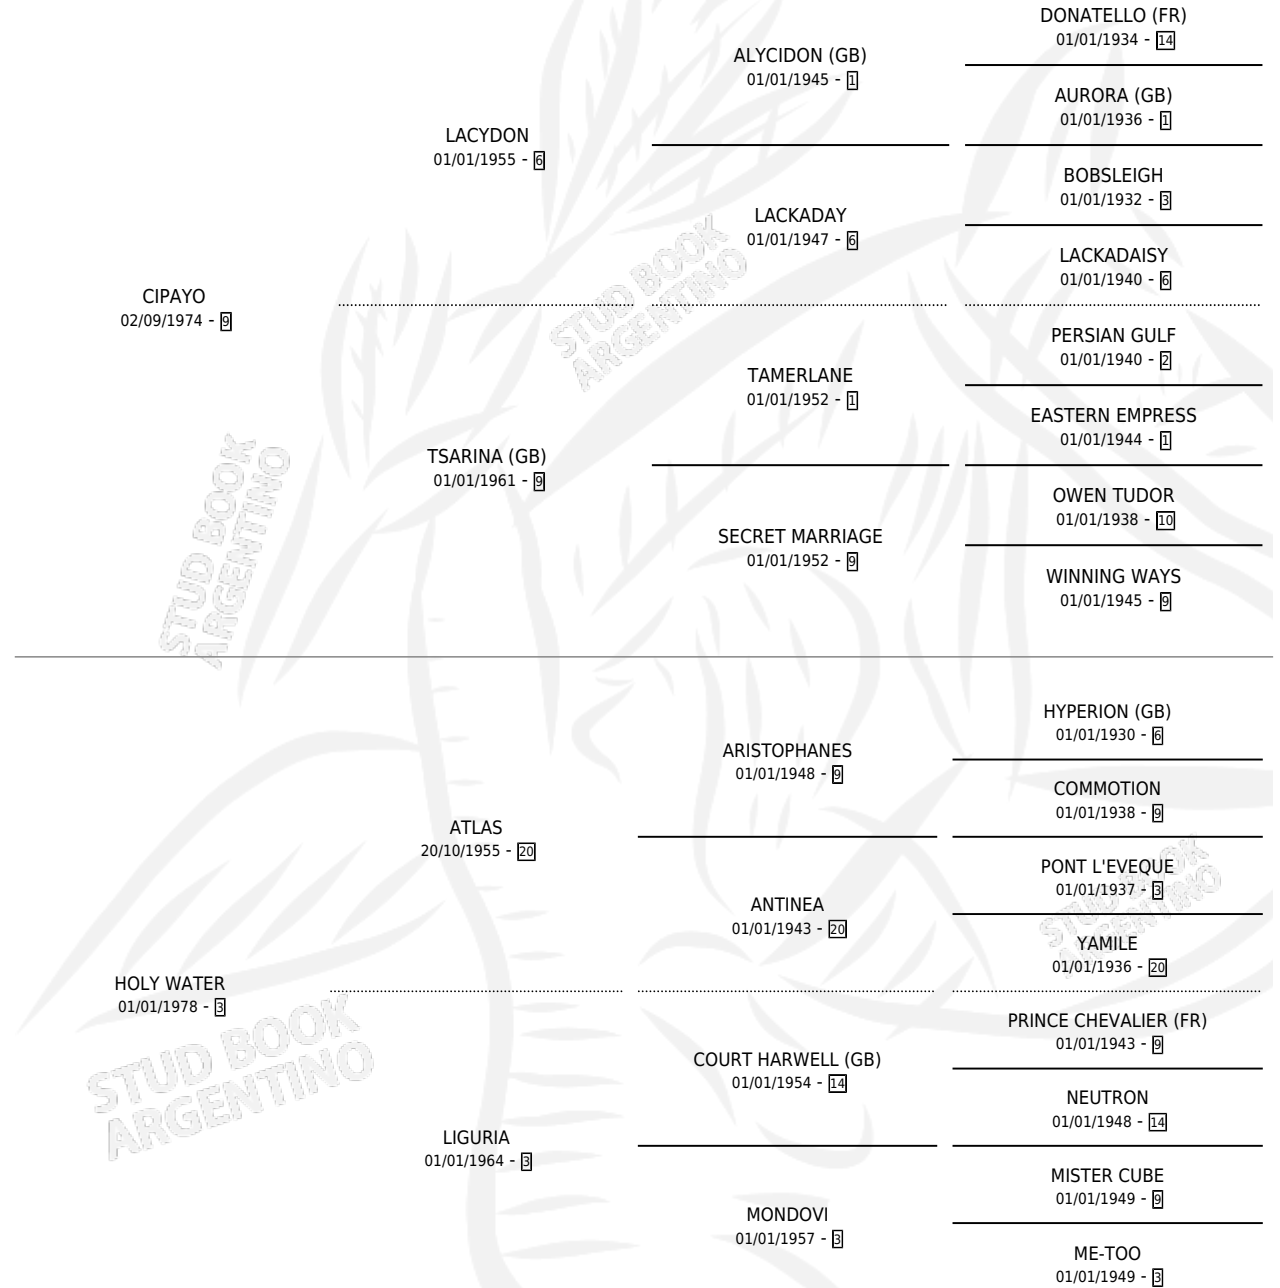 CIPAYO
02/09/1974 - 9
LACYDON
01/01/1955 - 6
TSARINA (GB)
01/01/1961 - 9
ALYCIDON (GB)
01/01/1945 - 1
LACKADAY
01/01/1947 - 6
TAMERLANE
01/01/1952 - 1
SECRET MARRIAGE
01/01/1952 - 9
DONATELLO (FR)
01/01/1934 - 14
AURORA (GB)
01/01/1936 - 1
BOBSLEIGH
01/01/1932 - 3
LACKADAISY
01/01/1940 - 6
PERSIAN GULF
01/01/1940 - 2
EASTERN EMPRESS
01/01/1944 - 1
OWEN TUDOR
01/01/1938 - 10
WINNING WAYS
01/01/1945 - 9
HOLY WATER
01/01/1978 - 3
ATLAS
20/10/1955 - 20
LIGURIA
01/01/1964 - 3
ARISTOPHANES
01/01/1948 - 9
ANTINEA
01/01/1943 - 20
COURT HARWELL (GB)
01/01/1954 - 14
MONDOVI
01/01/1957 - 3
HYPERION (GB)
01/01/1930 - 6
COMMOTION
01/01/1938 - 9
PONT L'EVEQUE
01/01/1937 - 3
YAMILE
01/01/1936 - 20
PRINCE CHEVALIER (FR)
01/01/1943 - 9
NEUTRON
01/01/1948 - 14
MISTER CUBE
01/01/1949 - 9
ME-TOO
01/01/1949 - 3
STUD BOOK
ARGENTINO
STUD BOOK
ARGENTINO
STUD BOOK
ARGENTINO
STUD BOOK
ARGENTINO